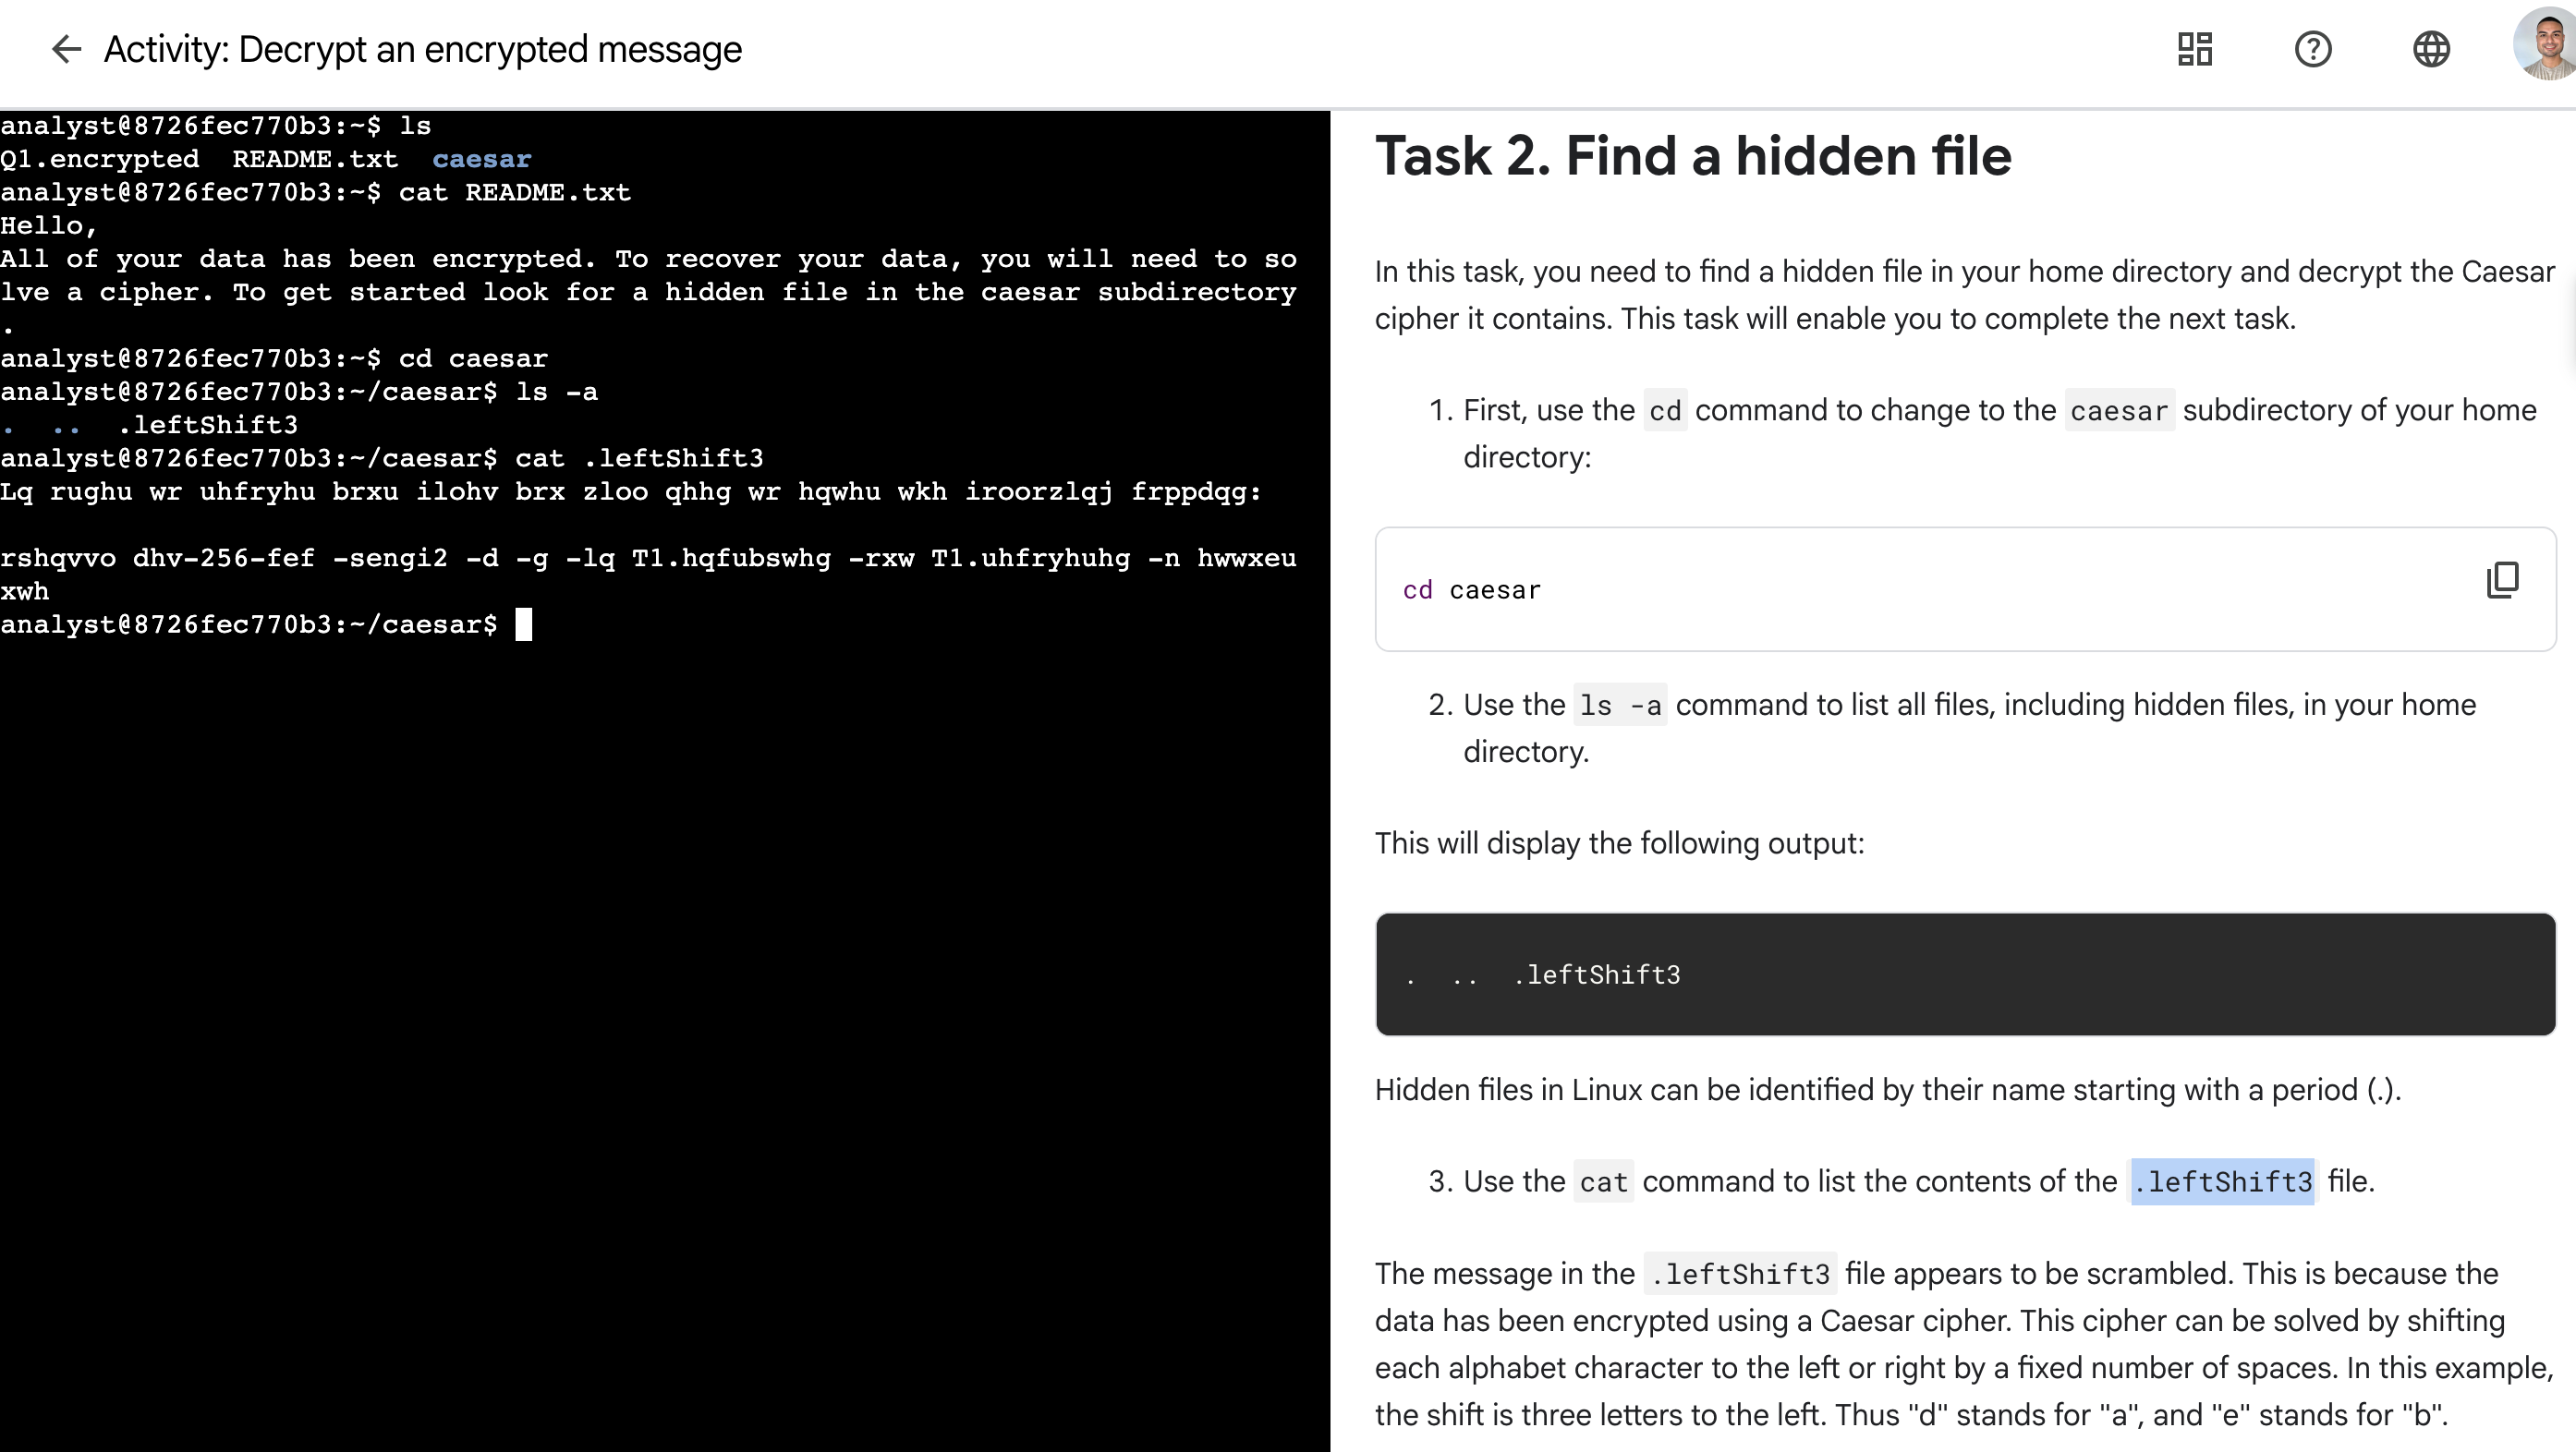 Activity: Decrypt an encrypted message
analyst@8726fec770b3:~$ ls
Q1.encrypted  README.txt  caesar
analyst@8726fec770b3:~$ cat README.txt
Hello,
All of your data has been encrypted. To recover your data, you will need to so
lve a cipher. To get started look for a hidden file in the caesar subdirectory
.
analyst@8726fec770b3:~$ cd caesar
analyst@8726fec770b3:~/caesar$ ls -a
.  ..  .leftShift3
analyst@8726fec770b3:~/caesar$ cat .leftShift3
Lq rughu wr uhfryhu brxu ilohv brx zloo qhhg wr hqwhu wkh iroorzlqj frppdqg:
rshqvvo dhv-256-fef -sengi2 -d -g -lq T1.hqfubswhg -rxw T1.uhfryhuhg -n hwwxeu
xwh
analyst@8726fec770b3:~/caesar$
Task 2. Find a hidden file
In this task, you need to find a hidden file in your home directory and decrypt the Caesar
cipher it contains. This task will enable you to complete the next task.
1. First, use the cd command to change to the caesar subdirectory of your home
directory:
cd caesar
2. Use the ls -a command to list all files, including hidden files, in your home
directory.
This will display the following output:
.  ..  .leftShift3
Hidden files in Linux can be identified by their name starting with a period (.).
3. Use the cat command to list the contents of the .leftShift3 file.
The message in the .leftShift3 file appears to be scrambled. This is because the
data has been encrypted using a Caesar cipher. This cipher can be solved by shifting
each alphabet character to the left or right by a fixed number of spaces. In this example,
the shift is three letters to the left. Thus "d" stands for "a", and "e" stands for "b".